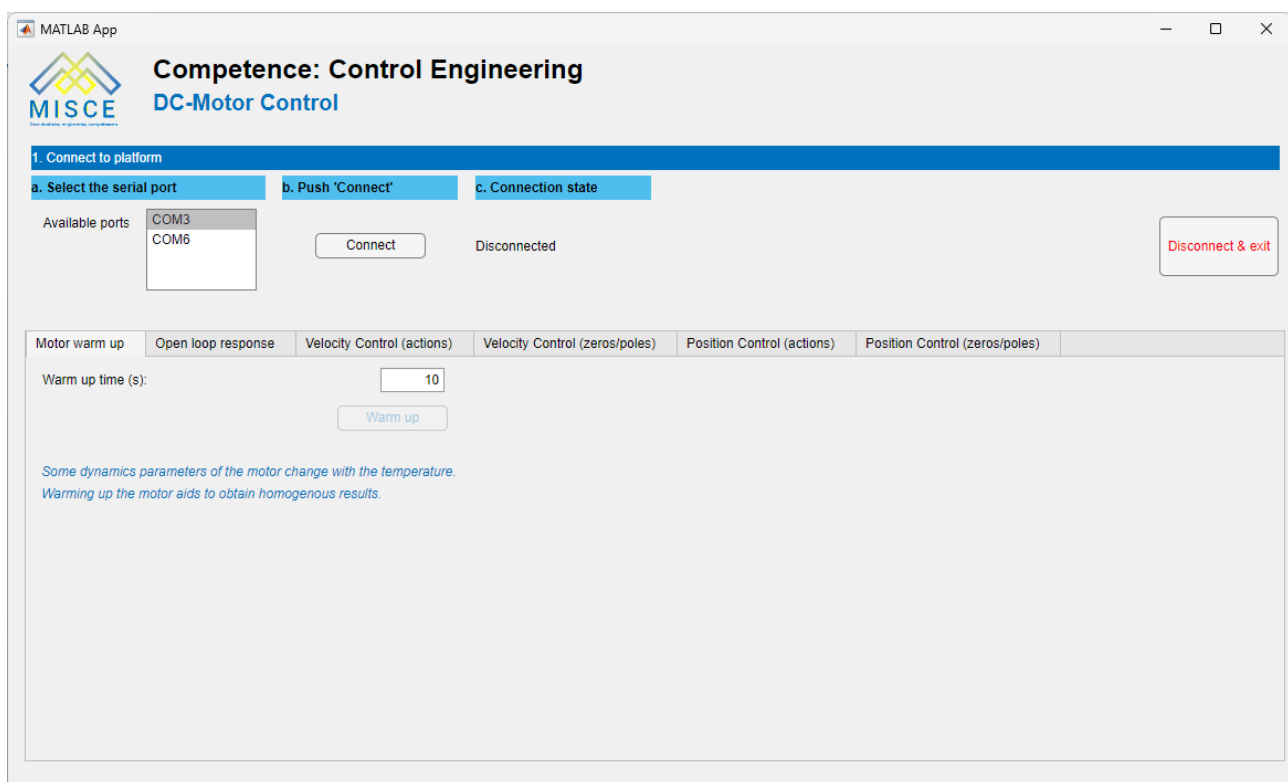 MATLAB App
MISCE
Competence: Control Engineering
DC-Motor Control
1. Connect to platform
a. Select the serial port
b. Push 'Connect'
c. Connection state
Available ports
COM3
COM6
Connect
Disconnected
Disconnect & exit
Motor warm up
Open loop response
Velocity Control (actions)
Velocity Control (zeros/poles)
Position Control (actions)
Position Control (zeros/poles)
Warm up time (s):
10
Warm up
Some dynamics parameters of the motor change with the temperature.
Warming up the motor aids to obtain homogenous results.